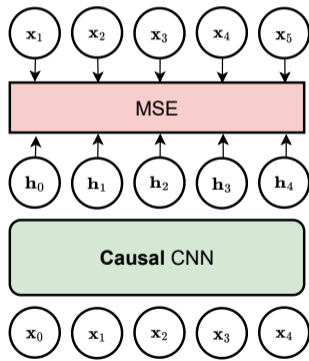 x₁ x₂ x₃ x₄ x₅
MSE
h₀ h₁ h₂ h₃ h₄
Causal CNN
x₀ x₁ x₂ x₃ x₄